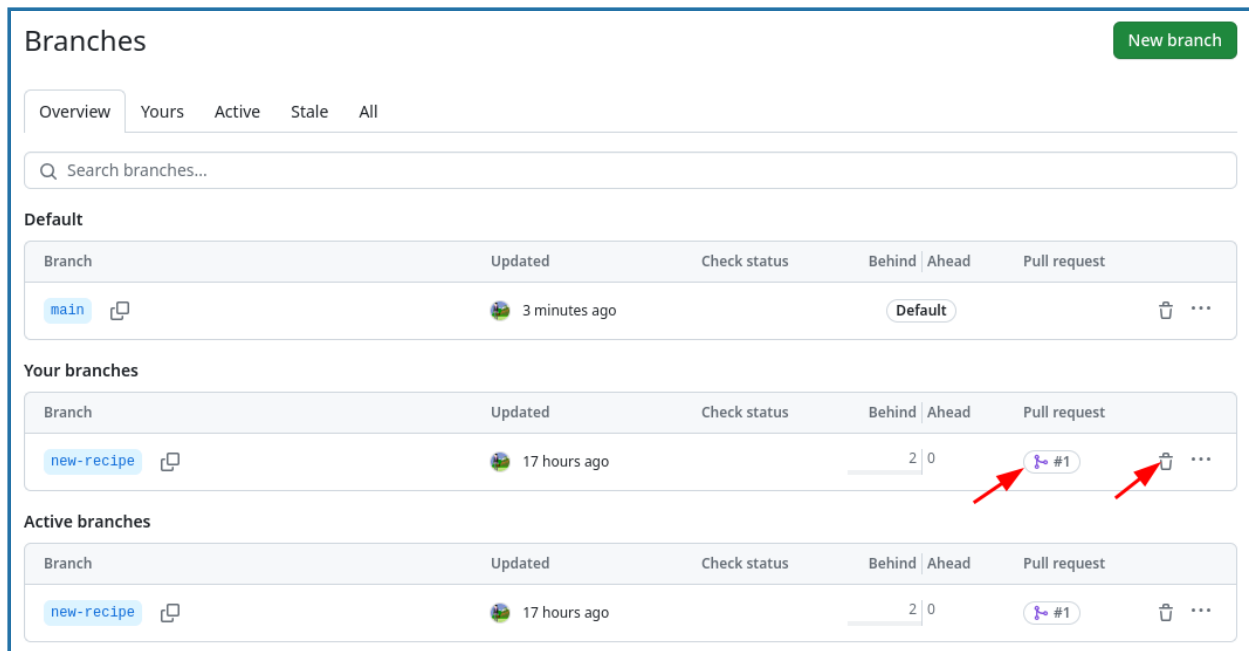 Branches
New branch
Overview Yours Active Stale All
Search branches...
Default
Branch Updated Check status Behind Ahead Pull request
main 3 minutes ago Default
Your branches
Branch Updated Check status Behind Ahead Pull request
new-recipe 17 hours ago 2 0 #1
Active branches
Branch Updated Check status Behind Ahead Pull request
new-recipe 17 hours ago 2 0 #1